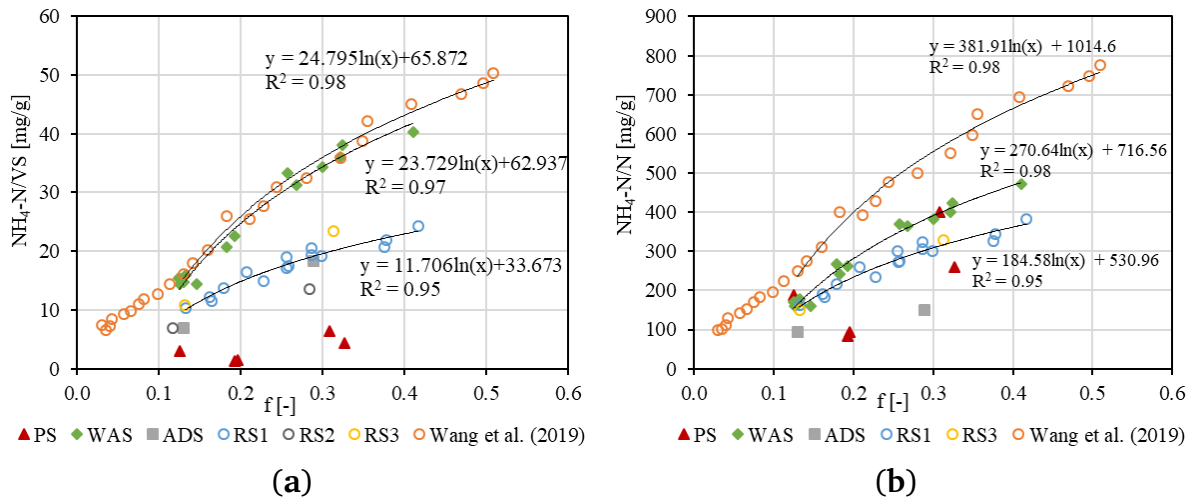 60
50
40
30
20
10
0
NH₄-N/VS [mg/g]
y = 24.795ln(x)+65.872
R² = 0.98
y = 23.729ln(x)+62.937
R² = 0.97
y = 11.706ln(x)+33.673
R² = 0.95
0.0 0.1 0.2 0.3 0.4 0.5 0.6
f [-]
PS WAS ADS RS1 RS2 RS3 Wang et al. (2019)
(a)
900
800
700
600
500
400
300
200
100
0
NH₄-N/N [mg/g]
y = 381.91ln(x) + 1014.6
R² = 0.98
y = 270.64ln(x) + 716.56
R² = 0.98
y = 184.58ln(x) + 530.96
R² = 0.95
0.0 0.1 0.2 0.3 0.4 0.5 0.6
f [-]
PS WAS ADS RS1 RS3 Wang et al. (2019)
(b)